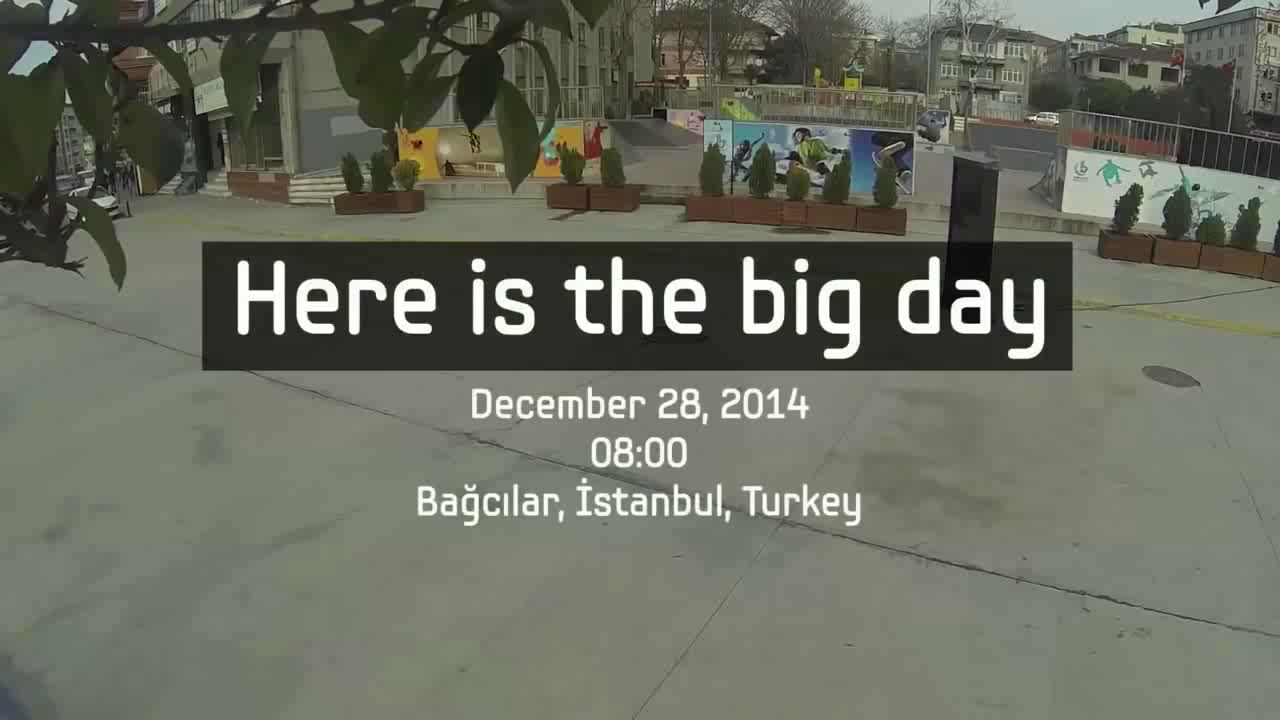 Here is the big day
December 28, 2014
08:00
Bağcılar, İstanbul, Turkey